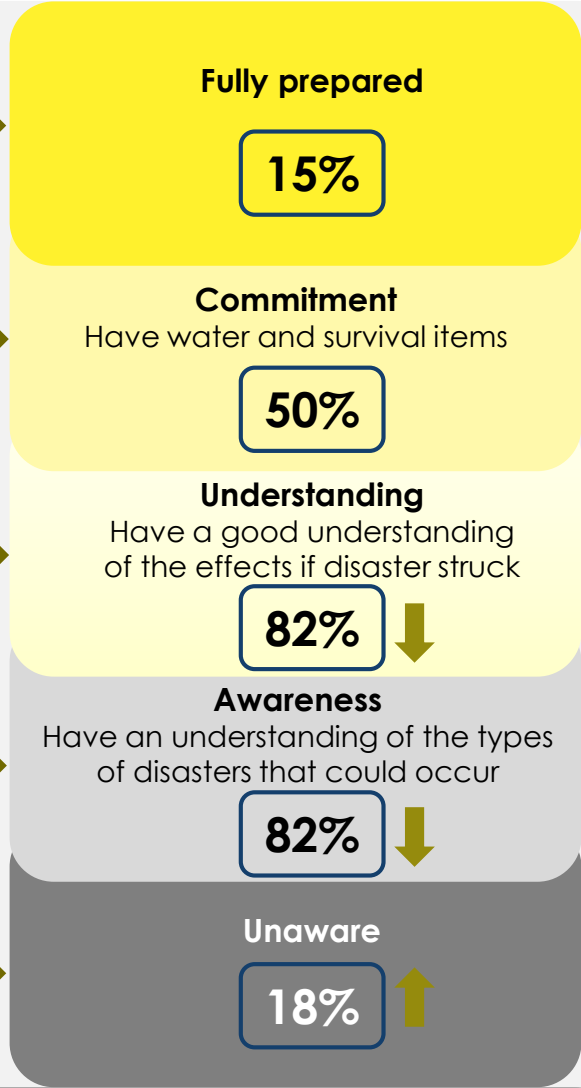 Fully prepared
15%
Commitment
Have water and survival items
50%
Understanding
Have a good understanding
of the effects if disaster struck
82%
Awareness
Have an understanding of the types
of disasters that could occur
82%
Unaware
18%